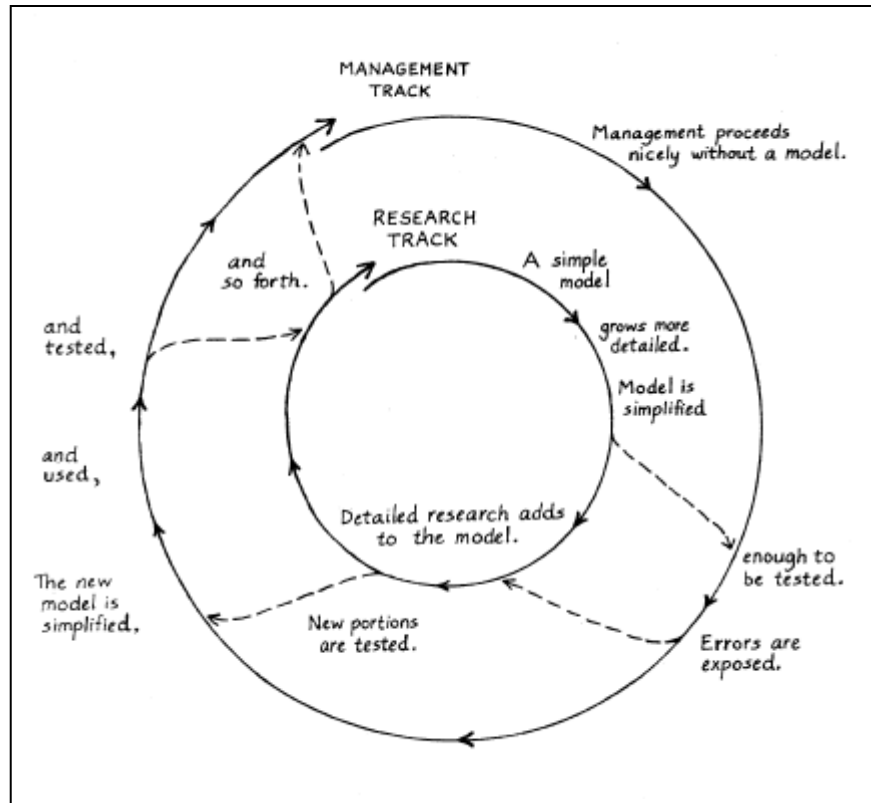 MANAGEMENT
TRACK
Management proceeds
nicely without a model.
RESEARCH
TRACK
A simple
model
grows more
detailed.
Model is
simplified
enough to
be tested.
Errors are
exposed.
Detailed research adds
to the model.
New portions
are tested.
The new
model is
simplified,
and
used,
and
tested,
and
so forth.